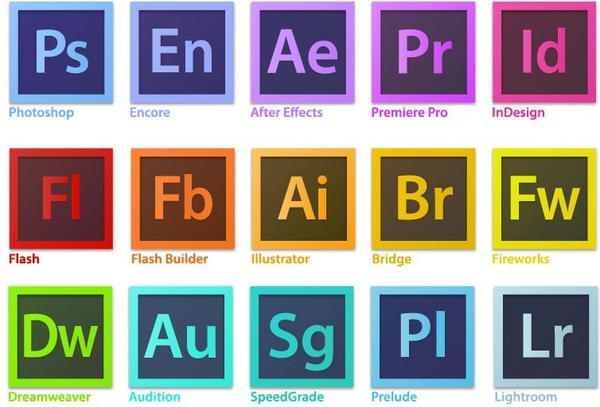 Ps En Ae Pr Id
Photoshop Encore After Effects Premiere Pro InDesign
Fl Fb Ai Br Fw
Flash Flash Builder Illustrator Bridge Fireworks
Dw Au Sg Pl Lr
Dreamweaver Audition SpeedGrade Prelude Lightroom